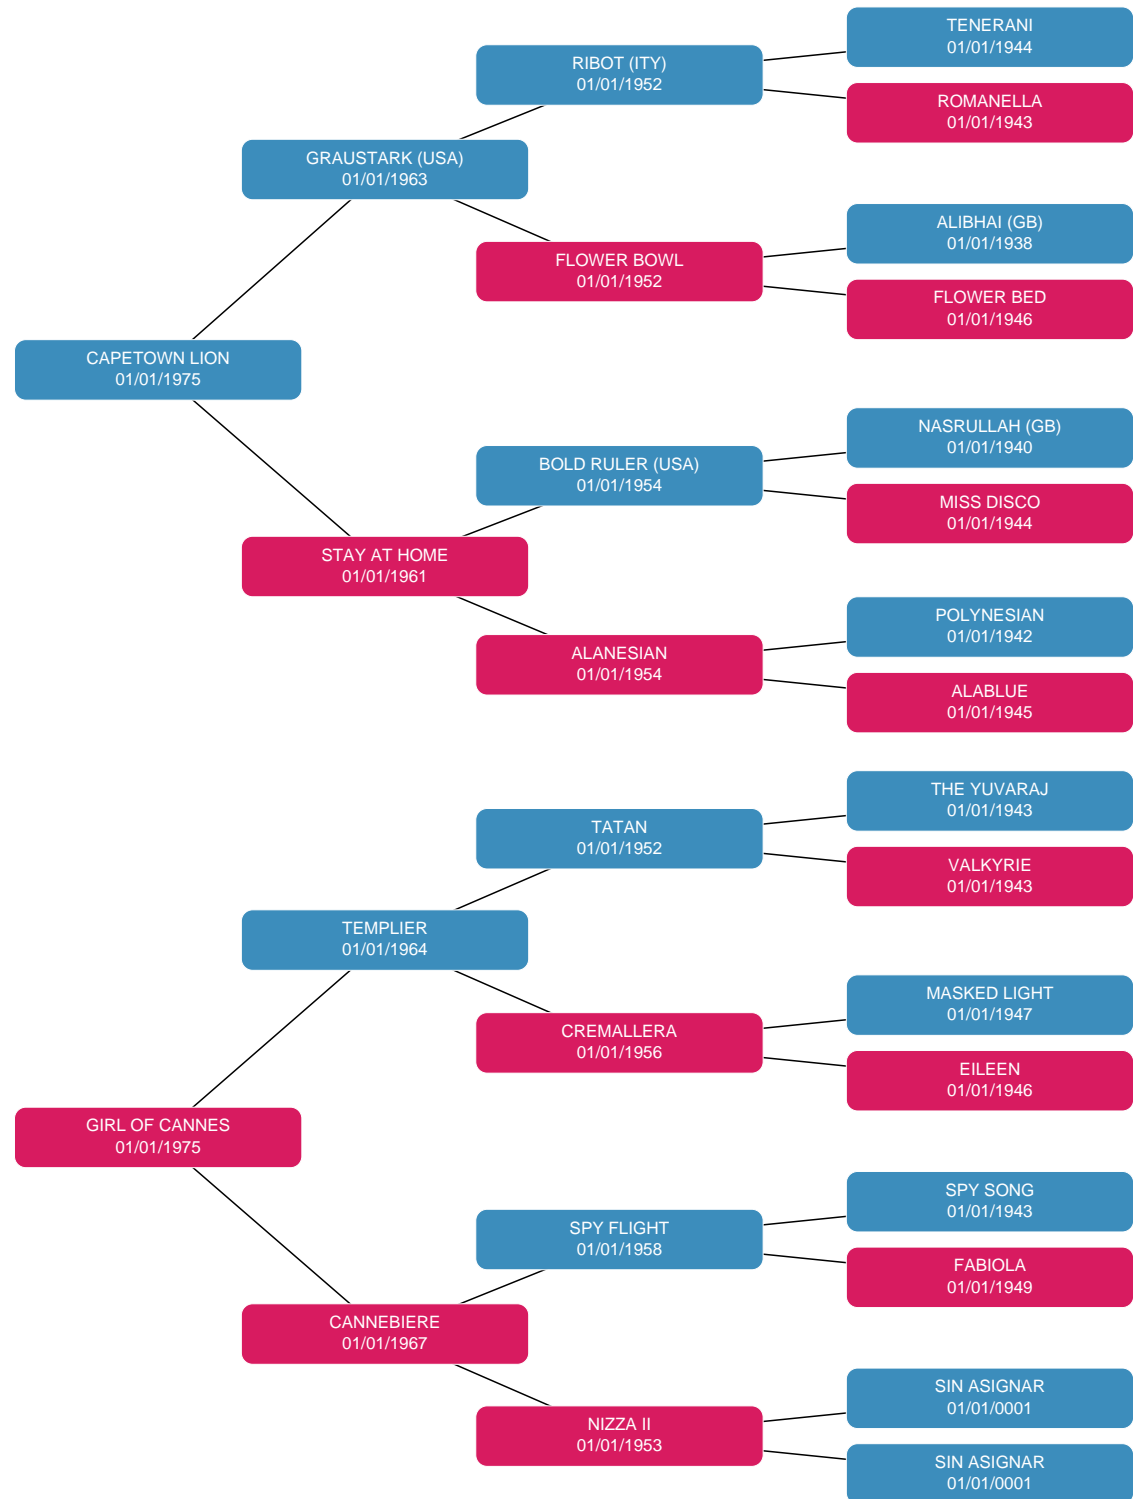 TENERANI
01/01/1944
RIBOT (ITY)
01/01/1952
ROMANELLA
01/01/1943
GRAUSTARK (USA)
01/01/1963
ALIBHAI (GB)
01/01/1938
FLOWER BOWL
01/01/1952
FLOWER BED
01/01/1946
CAPETOWN LION
01/01/1975
NASRULLAH (GB)
01/01/1940
BOLD RULER (USA)
01/01/1954
MISS DISCO
01/01/1944
STAY AT HOME
01/01/1961
POLYNESIAN
01/01/1942
ALANESIAN
01/01/1954
ALABLUE
01/01/1945
THE YUVARAJ
01/01/1943
TATAN
01/01/1952
VALKYRIE
01/01/1943
TEMPLIER
01/01/1964
MASKED LIGHT
01/01/1947
CREMALLERA
01/01/1956
EILEEN
01/01/1946
GIRL OF CANNES
01/01/1975
SPY SONG
01/01/1943
SPY FLIGHT
01/01/1958
FABIOLA
01/01/1949
CANNEBIERE
01/01/1967
SIN ASIGNAR
01/01/0001
NIZZA II
01/01/1953
SIN ASIGNAR
01/01/0001